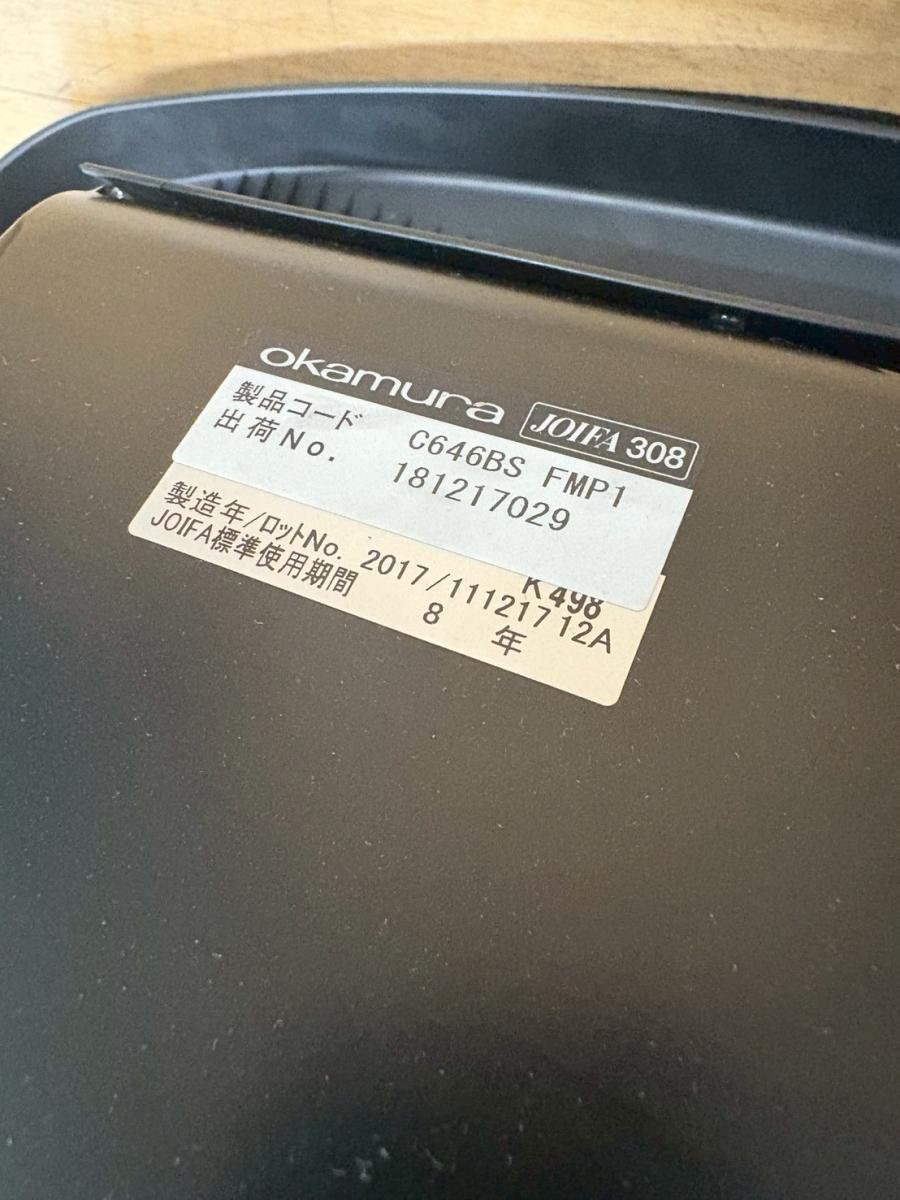 okamura JOIFA 308
製品コード C646BS FMP1
出荷No. 181217029
K498
製造年/ロットNo. 2017/11121712A
JOIFA標準使用期間 8 年